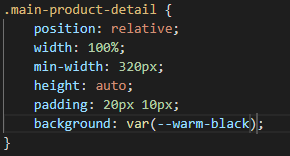 .main-product-detail {
    position: relative;
    width: 100%;
    min-width: 320px;
    height: auto;
    padding: 20px 10px;
    background: var(--warm-black);
}